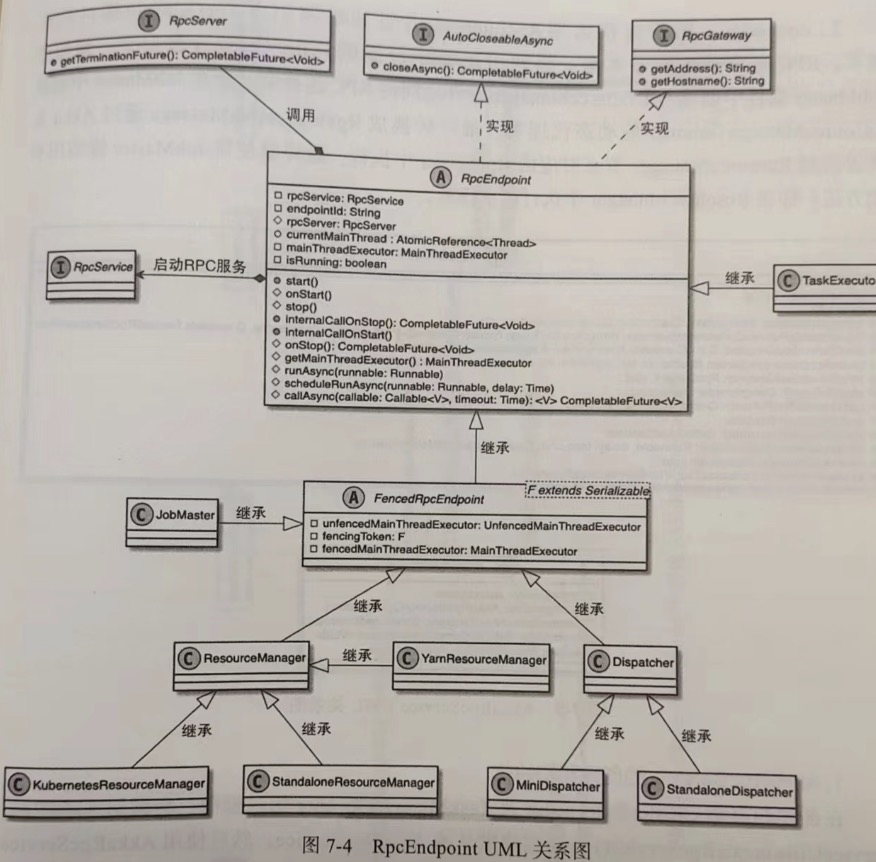 I RpcServer
getTerminationFuture(): CompletableFuture<Void>
I AutoCloseableAsync
closeAsync(): CompletableFuture<Void>
I RpcGateway
getAddress(): String
getHostname(): String
调用
实现
实现
A RpcEndpoint
rpcService: RpcService
endpointId: String
rpcServer: RpcServer
currentMainThread : AtomicReference<Thread>
mainThreadExecutor: MainThreadExecutor
isRunning: boolean
start()
onStart()
stop()
internalCallOnStop(): CompletableFuture<Void>
internalCallOnStart()
onStop(): CompletableFuture<Void>
getMainThreadExecutor() : MainThreadExecutor
runAsync(runnable: Runnable)
scheduleRunAsync(runnable: Runnable, delay: Time)
callAsync(callable: Callable<V>, timeout: Time): <V> CompletableFuture<V>
I RpcService
启动RPC服务
继承
C TaskExecuto
继承
A FencedRpcEndpoint
F extends Serializable
unfencedMainThreadExecutor: UnfencedMainThreadExecutor
fencingToken: F
fencedMainThreadExecutor: MainThreadExecutor
C JobMaster
继承
继承
继承
C ResourceManager
继承
C YarnResourceManager
C Dispatcher
继承
继承
继承
继承
C KubernetesResourceManager
C StandaloneResourceManager
C MiniDispatcher
C StandaloneDispatcher
图 7-4 RpcEndpoint UML 关系图